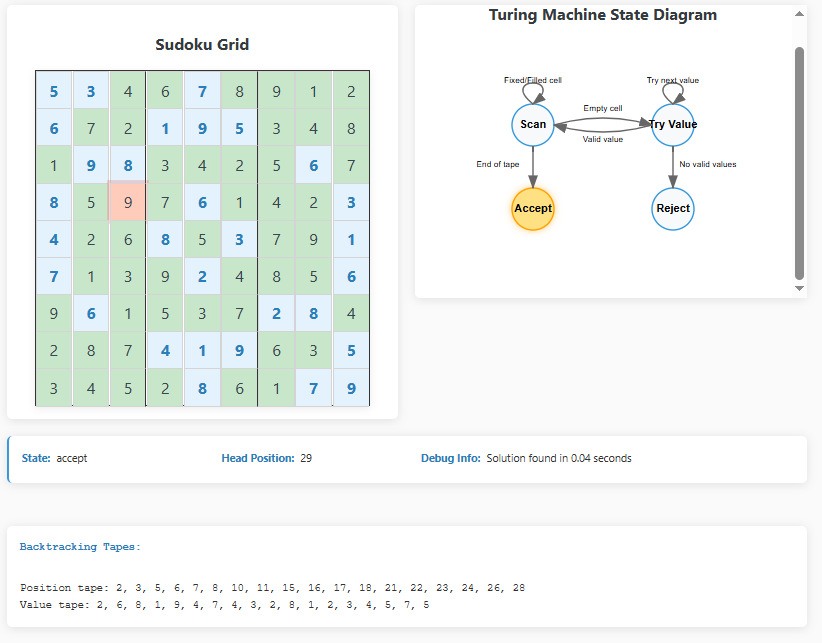 Sudoku Grid
5 3 4 6 7 8 9 1 2
6 7 2 1 9 5 3 4 8
1 9 8 3 4 2 5 6 7
8 5 9 7 6 1 4 2 3
4 2 6 8 5 3 7 9 1
7 1 3 9 2 4 8 5 6
9 6 1 5 3 7 2 8 4
2 8 7 4 1 9 6 3 5
3 4 5 2 8 6 1 7 9
Turing Machine State Diagram
Fixed/Filled cell
Try next value
Scan
Empty cell
Try Value
Valid value
End of tape
No valid values
Accept
Reject
State: accept
Head Position: 29
Debug Info: Solution found in 0.04 seconds
Backtracking Tapes:
Position tape: 2, 3, 5, 6, 7, 8, 10, 11, 15, 16, 17, 18, 21, 22, 23, 24, 26, 28
Value tape: 2, 6, 8, 1, 9, 4, 7, 4, 3, 2, 8, 1, 2, 3, 4, 5, 7, 5